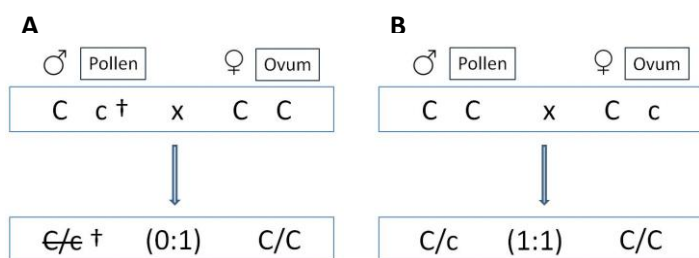 A
♂ Pollen ♀ Ovum
C c † x C C
C/c † (0:1) C/C
B
♂ Pollen ♀ Ovum
C C x C c
C/c (1:1) C/C